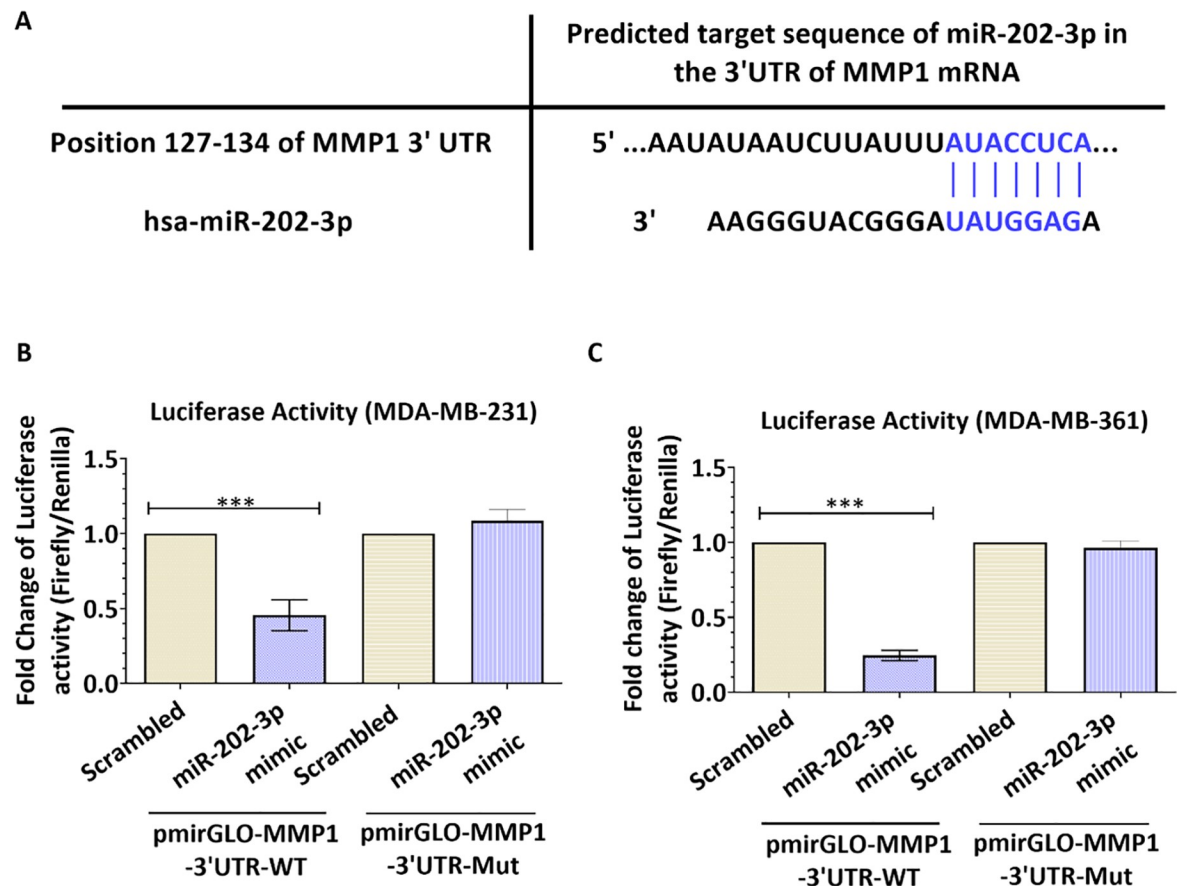 A
Predicted target sequence of miR-202-3p in
the 3'UTR of MMP1 mRNA
Position 127-134 of MMP1 3' UTR
5' ...AAUAUAAUCUUAUUUAUACCUCA...
hsa-miR-202-3p
3' AAGGGUACGGGAUAUGGAGA
B
Luciferase Activity (MDA-MB-231)
Fold Change of Luciferase
activity (Firefly/Renilla)
1.5
1.0
0.5
0.0
***
Scrambled
miR-202-3p
mimic
Scrambled
miR-202-3p
mimic
pmirGLO-MMP1
-3'UTR-WT
pmirGLO-MMP1
-3'UTR-Mut
C
Luciferase Activity (MDA-MB-361)
Fold change of Luciferase
activity (Firefly/Renilla)
1.5
1.0
0.5
0.0
***
Scrambled
miR-202-3p
mimic
Scrambled
miR-202-3p
mimic
pmirGLO-MMP1
-3'UTR-WT
pmirGLO-MMP1
-3'UTR-Mut